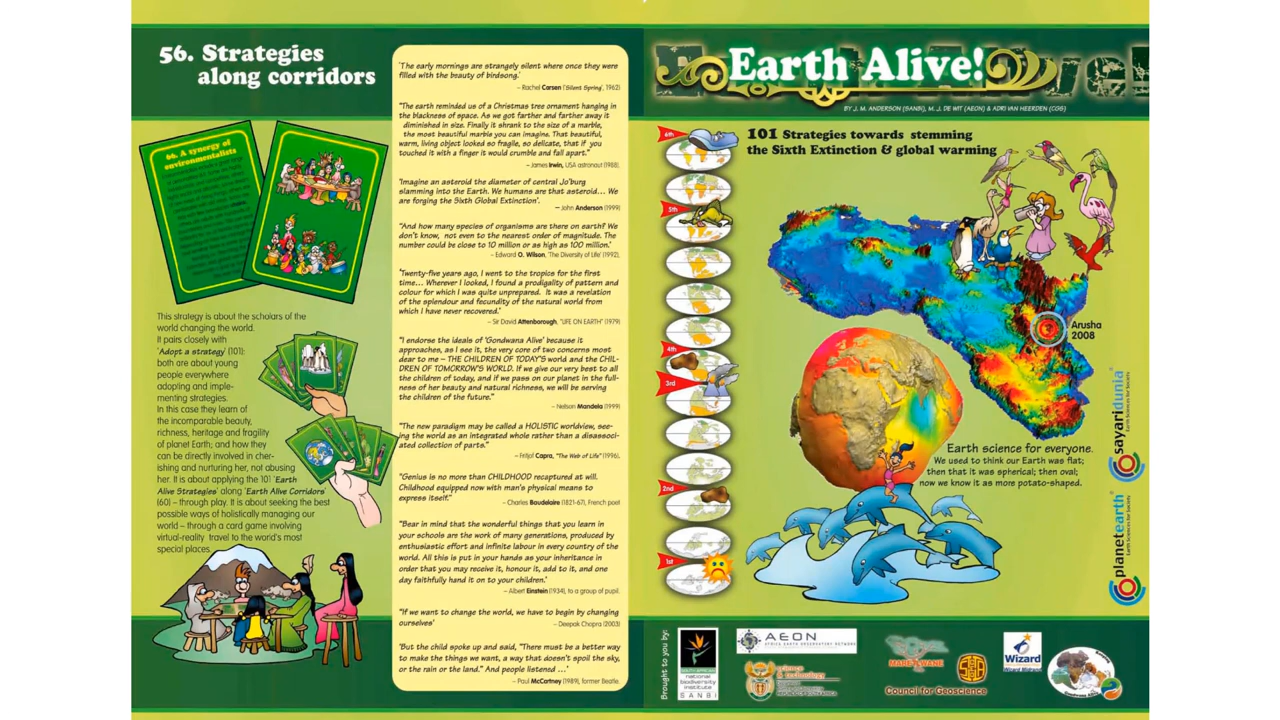 56. Strategies
along corridors
66. A synergy of
environmentalists
This strategy is about the scholars of the
world changing the world.
It pairs closely with
'Adopt a strategy' (101);
both are about young
people everywhere
adopting and imple-
menting strategies.
In this case they learn of
the incomparable beauty,
richness, heritage and fragility
of planet Earth; and how they
can be directly involved in cher-
ishing and nurturing her, not abusing
her. It is about applying the 101 'Earth
Alive Strategies' along 'Earth Alive Corridors'
(60) – through play. It is about seeking the best
possible ways of holistically managing our
world – through a card game involving
virtual-reality travel to the world's most
special places.
'The early mornings are strangely silent where once they were
filled with the beauty of birdsong.'
– Rachel Carsen ('Silent Spring', 1962)
"The earth reminded us of a Christmas tree ornament hanging in
the blackness of space. As we got farther and farther away it
diminished in size. Finally it shrank to the size of a marble,
the most beautiful marble you can imagine. That beautiful,
warm, living object looked so fragile, so delicate, that if you
touched it with a finger it would crumble and fall apart."
– James Irwin, USA astronaut (1988),
'Imagine an asteroid the diameter of central Jo'burg
slamming into the Earth. We humans are that asteroid... We
are forging the Sixth Global Extinction'.
– John Anderson (1999)
"And how many species of organisms are there on earth? We
don't know, not even to the nearest order of magnitude. The
number could be close to 10 million or as high as 100 million.'
– Edward O. Wilson, 'The Diversity of Life' (1992),
'Twenty-five years ago, I went to the tropics for the first
time... Wherever I looked, I found a prodigality of pattern and
colour for which I was quite unprepared. It was a revelation
of the splendour and fecundity of the natural world from
which I have never recovered.'
– Sir David Attenborough, "LIFE ON EARTH" (1979)
"I endorse the ideals of 'Gondwana Alive' because it
approaches, as I see it, the very core of two concerns most
dear to me – THE CHILDREN OF TODAY'S world and the CHIL-
DREN OF TOMORROW'S WORLD. If we give our very best to all
the children of today, and if we pass on our planet in the full-
ness of her beauty and natural richness, we will be serving
the children of the future."
– Nelson Mandela (1999)
"The new paradigm may be called a HOLISTIC worldview, see-
ing the world as an integrated whole rather than a disassoci-
ated collection of parts."
– Fritjof Capra, "The Web of Life" (1996),
"Genius is no more than CHILDHOOD recaptured at will.
Childhood equipped now with man's physical means to
express itself."
– Charles Baudelaire (1821-67), French poet
"Bear in mind that the wonderful things that you learn in
your schools are the work of many generations, produced by
enthusiastic effort and infinite labour in every country of the
world. All this is put in your hands as your inheritance in
order that you may receive it, honour it, add to it, and one
day faithfully hand it on to your children.'
– Albert Einstein (1934), to a group of pupil.
"If we want to change the world, we have to begin by changing
ourselves'
– Deepak Chopra (2003)
'But the child spoke up and said, "There must be a better way
to make the things we want, a way that doesn't spoil the sky,
or the rain or the land." And people listened ...'
– Paul McCartney (1989), former Beatle.
Earth Alive!
BY J. M. ANDERSON (SANBI), M. J. DE WIT (AEON) & ADRI VAN HEERDEN (CGS)
101 Strategies towards stemming
the Sixth Extinction & global warming
6th
5th
4th
3rd
2nd
1st
Arusha
2008
Earth science for everyone.
We used to think our Earth was flat;
then that it was spherical; then oval;
now we know it as more potato-shaped.
savaridunia
Earth Sciences for Society
planetearth
Earth Sciences for Society
Brought to you by:
SOUTH AFRICAN
national
biodiversity
institute
SANBI
AEON
AFRICA EARTH OBSERVATORY NETWORK
science
& technology
Council for Geoscience
Wizard
Gondwana Alive